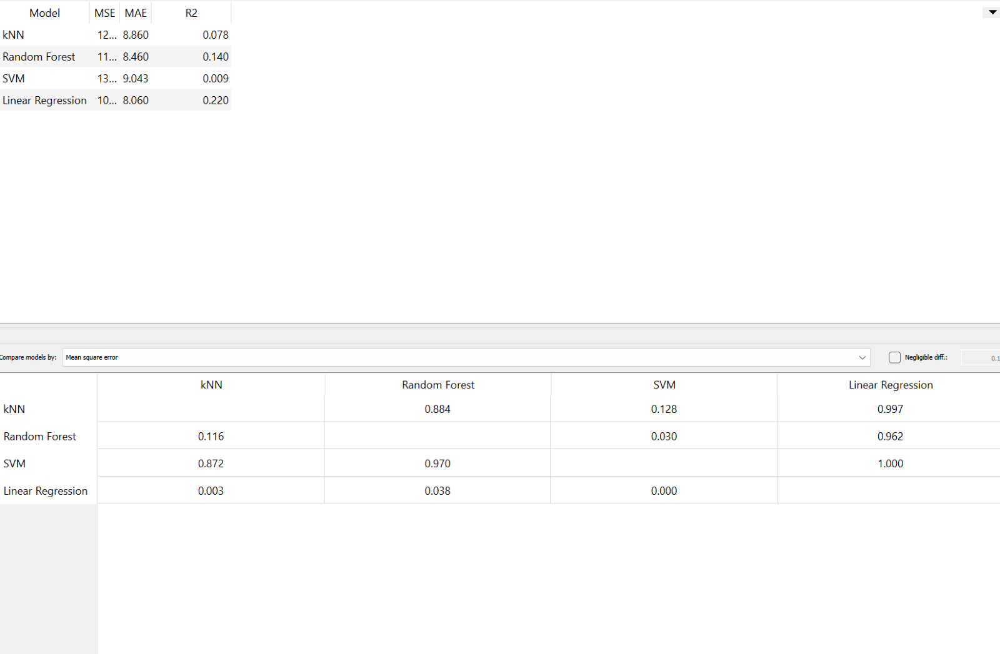 Model MSE MAE R2
kNN 12... 8.860 0.078
Random Forest 11... 8.460 0.140
SVM 13... 9.043 0.009
Linear Regression 10... 8.060 0.220
Compare models by: Mean square error Negligible diff.: 0.1
kNN Random Forest SVM Linear Regression
kNN 0.884 0.128 0.997
Random Forest 0.116 0.030 0.962
SVM 0.872 0.970 1.000
Linear Regression 0.003 0.038 0.000